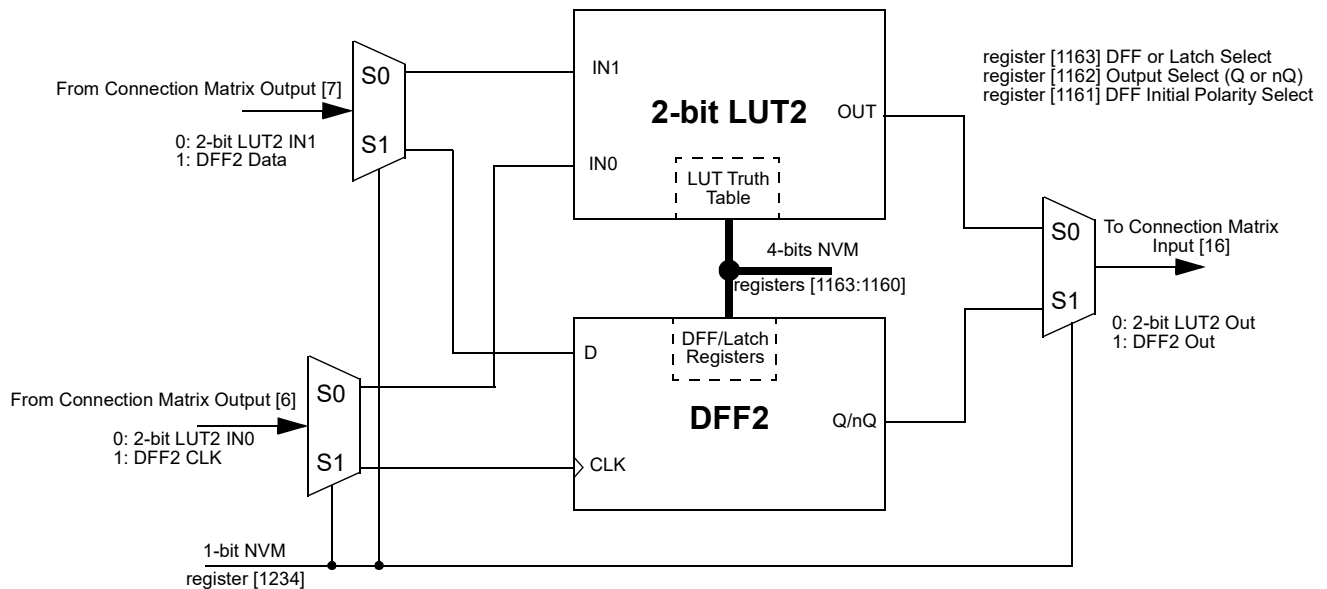 register [1163] DFF or Latch Select
register [1162] Output Select (Q or nQ)
register [1161] DFF Initial Polarity Select
From Connection Matrix Output [7]
0: 2-bit LUT2 IN1
1: DFF2 Data
S0
S1
IN1
2-bit LUT2
OUT
IN0
LUT Truth
Table
4-bits NVM
registers [1163:1160]
S0
S1
To Connection Matrix
Input [16]
0: 2-bit LUT2 Out
1: DFF2 Out
DFF/Latch
Registers
D
DFF2
Q/nQ
CLK
From Connection Matrix Output [6]
0: 2-bit LUT2 IN0
1: DFF2 CLK
S0
S1
1-bit NVM
register [1234]